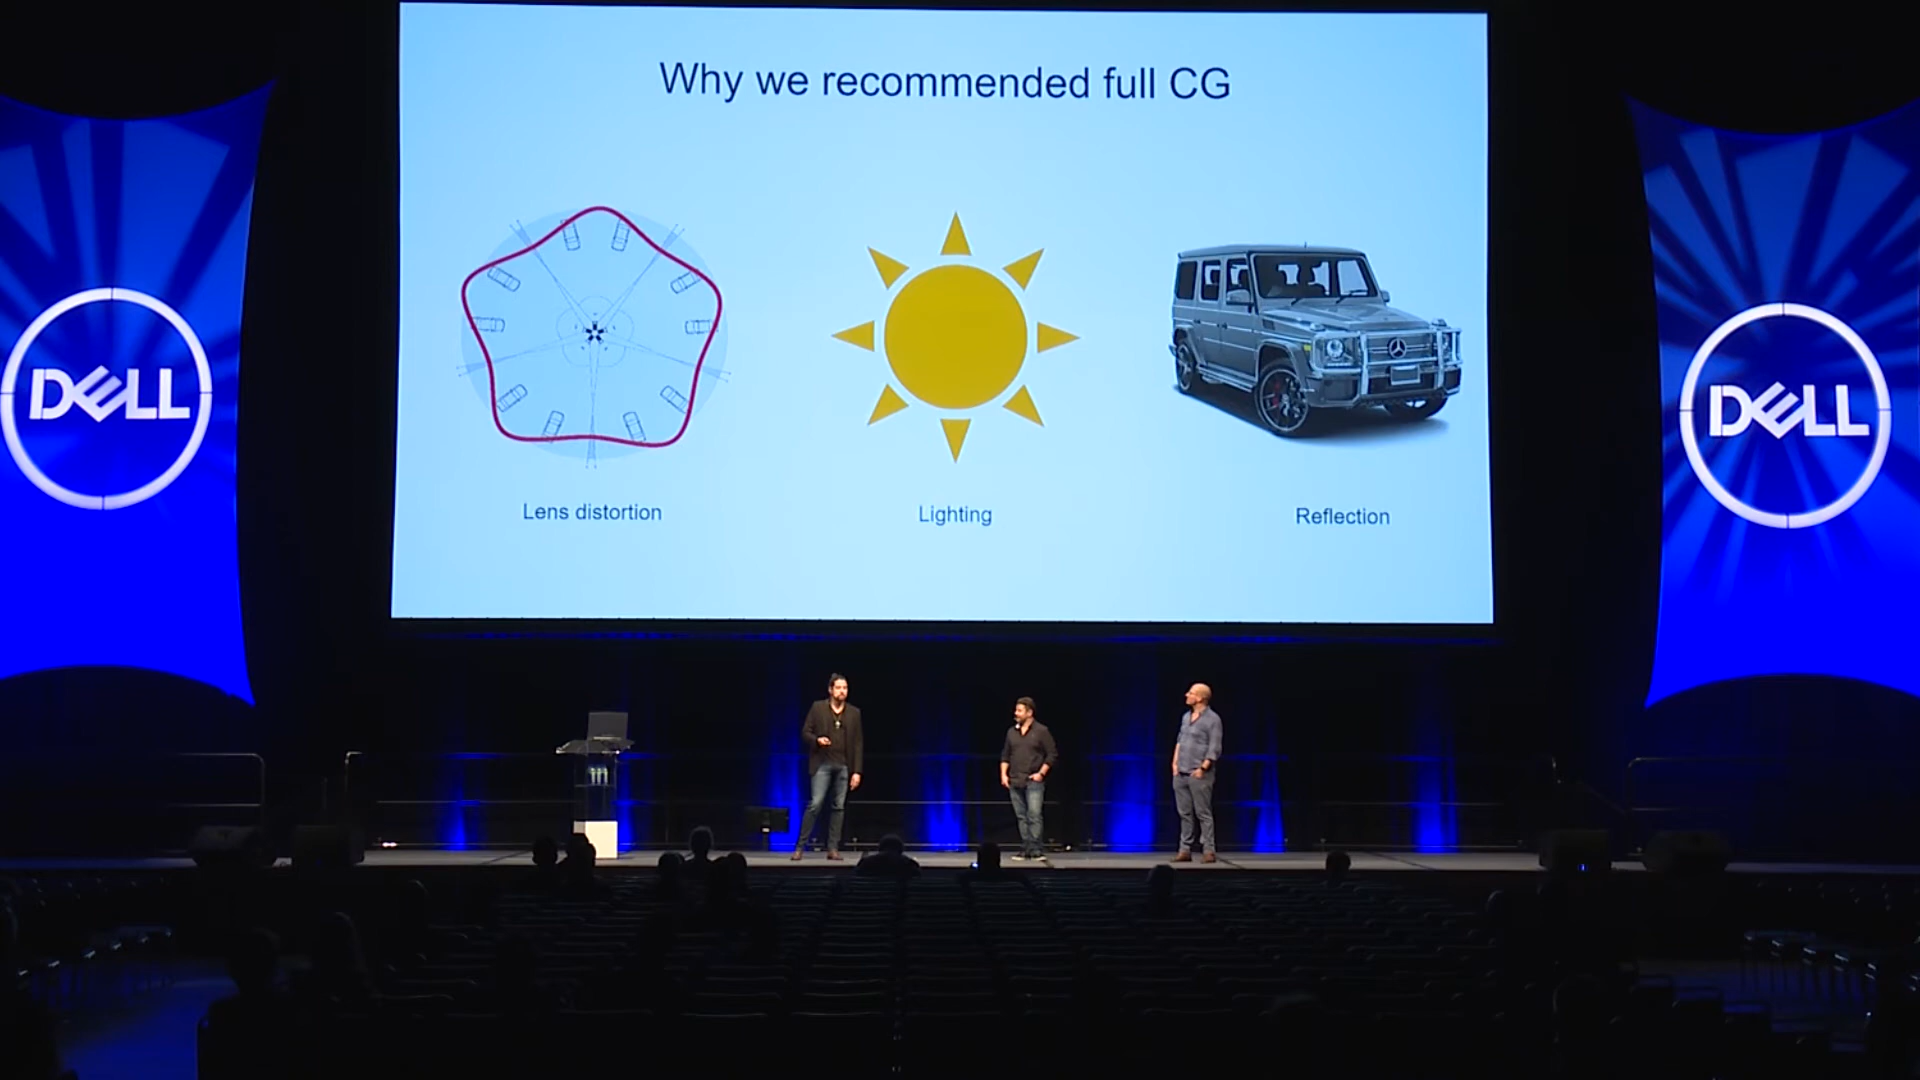 Why we recommended full CG
Lens distortion
Lighting
Reflection
DELL
DELL